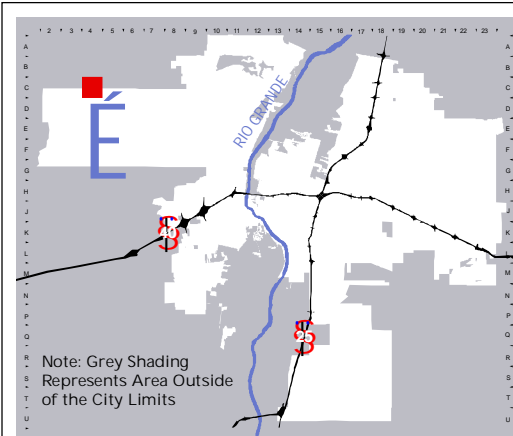 2 3 4 5 6 7 8 9 10 11 12 13 14 15 16 17 18 19 20 21 22 23
A A
B B
C C
D D
E E
F F
G G
H H
J J
K K
L L
M M
N N
P P
Q Q
R R
S S
T T
U U
É
RIO GRANDE
40
25
Note: Grey Shading
Represents Area Outside
of the City Limits